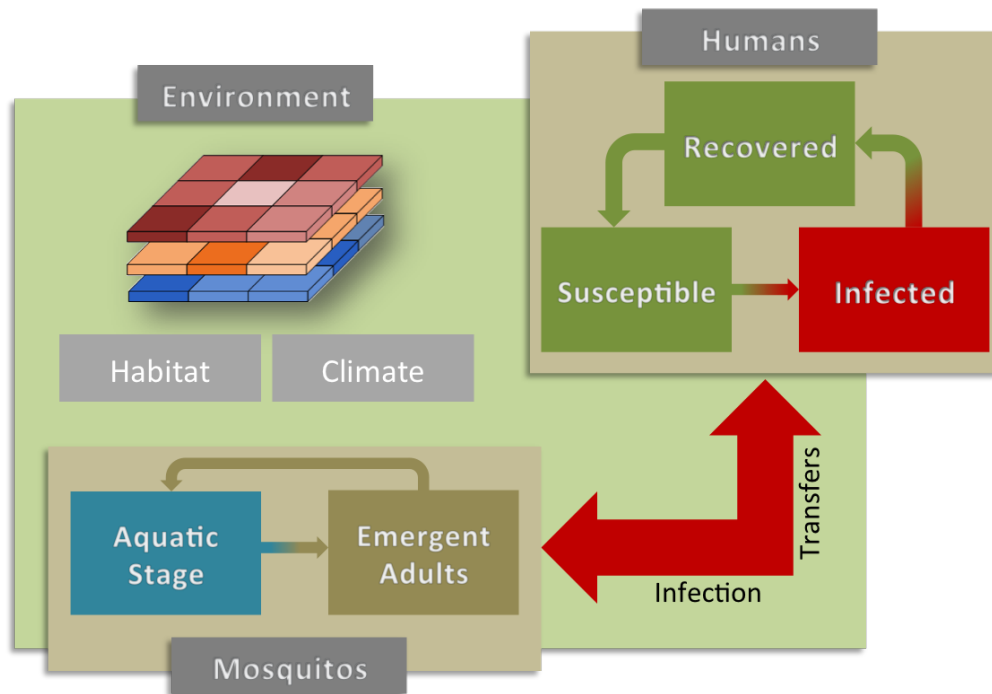 Humans
Environment
Recovered
Susceptible
Infected
Habitat
Climate
Aquatic
Stage
Emergent
Adults
Transfers
Infection
Mosquitos